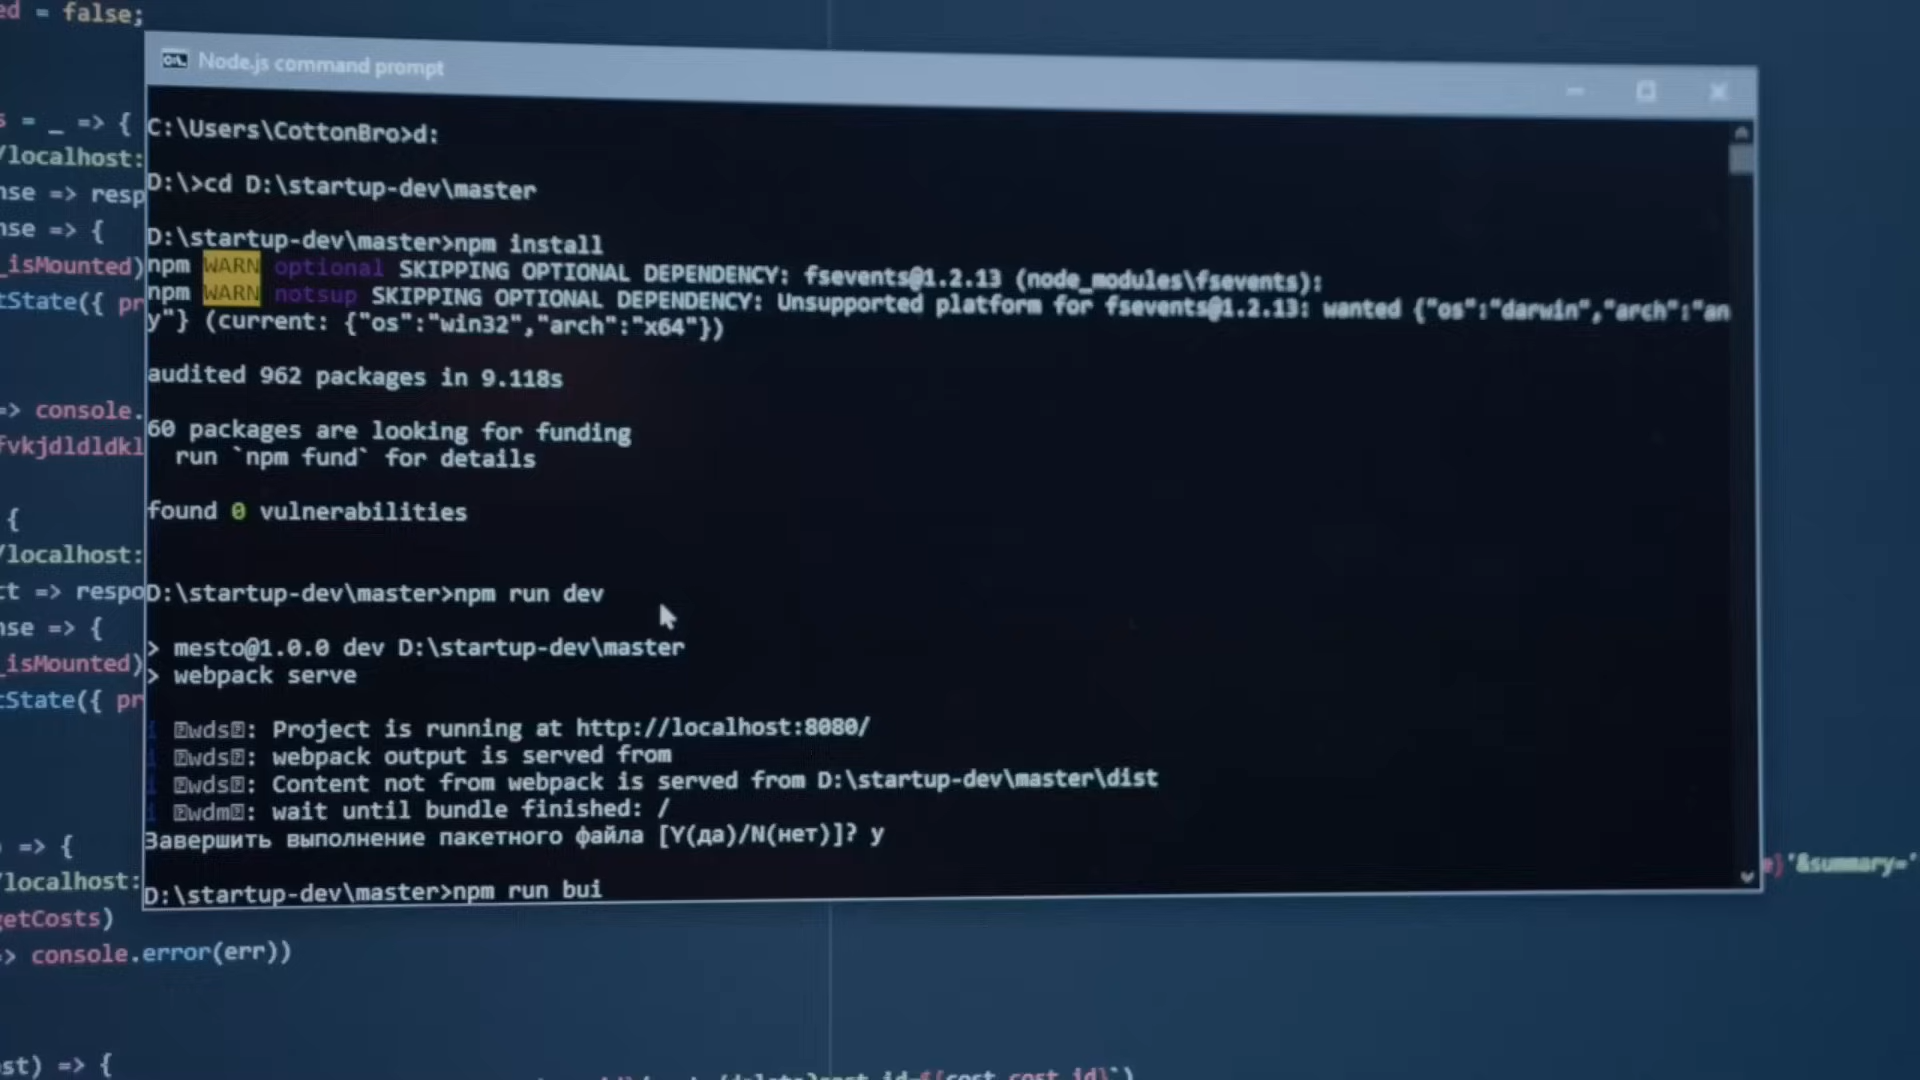 ed = false;
Node.js command prompt
s = _ => {
/localhost:
nse => resp
nse => {
_isMounted)
tState({ pr
=> console.
fvkjdldldkl
{
/localhost:
ct => respo
nse => {
_isMounted)
tState({ pr
C:\Users\CottonBro>d:
D:\>cd D:\startup-dev\master
D:\startup-dev\master>npm install
npm WARN optional SKIPPING OPTIONAL DEPENDENCY: fsevents@1.2.13 (node_modules\fsevents):
npm WARN notsup SKIPPING OPTIONAL DEPENDENCY: Unsupported platform for fsevents@1.2.13: wanted {"os":"darwin","arch":"an
y"} (current: {"os":"win32","arch":"x64"})
audited 962 packages in 9.118s
60 packages are looking for funding
run `npm fund` for details
found 0 vulnerabilities
D:\startup-dev\master>npm run dev
> mesto@1.0.0 dev D:\startup-dev\master
> webpack serve
i ⍰wds⍰: Project is running at http://localhost:8080/
i ⍰wds⍰: webpack output is served from
i ⍰wds⍰: Content not from webpack is served from D:\startup-dev\master\dist
i ⍰wdm⍰: wait until bundle finished: /
Завершить выполнение пакетного файла [Y(да)/N(нет)]? y
D:\startup-dev\master>npm run bui
=> {
/localhost:
e}'&summary='
getCosts)
=> console.error(err))
st) => {
cost_id=${cost.cost_id}`)